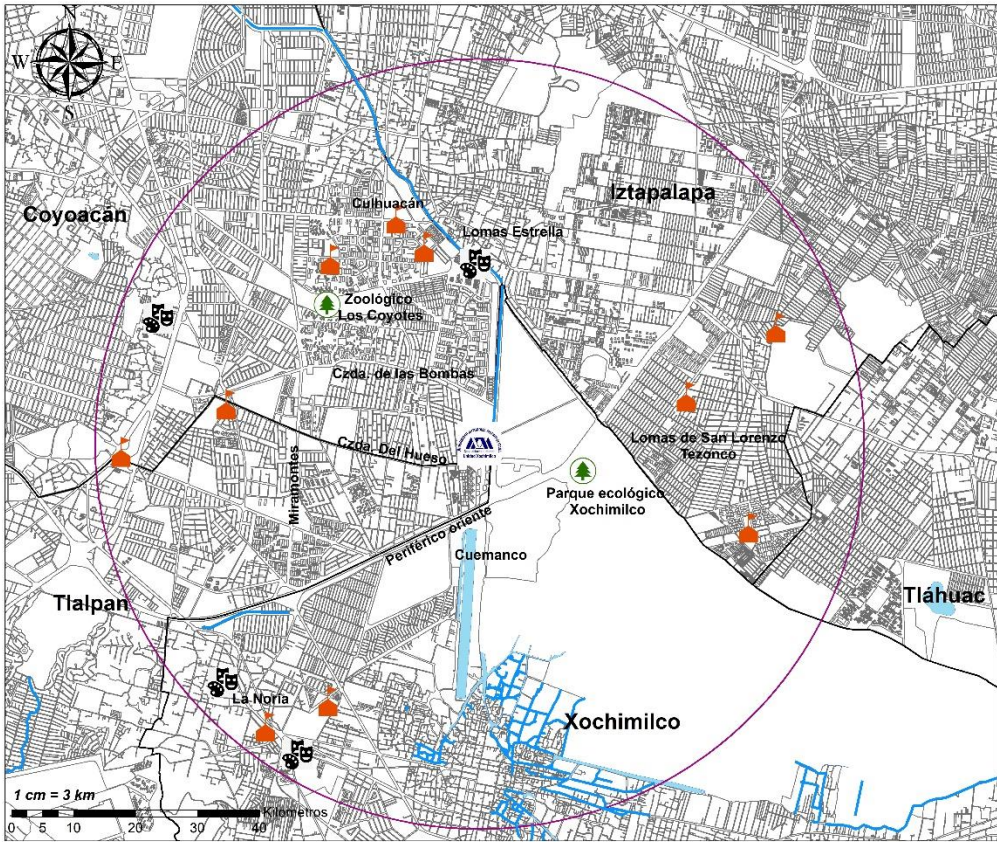 N
W
E
S
Coyoacán
Culhuacán
Iztapalapa
Lomas Estrella
Zoológico
Los Coyotes
Czda. de las Bombas
Lomas de San Lorenzo
Tezonco
Czda. Del Hueso
Miramontes
Parque ecológico
Xochimilco
Periférico oriente
Cuemanco
Tlalpan
Tláhuac
La Noria
Xochimilco
1 cm = 3 km
Kilómetros
0 5 10 20 30 40